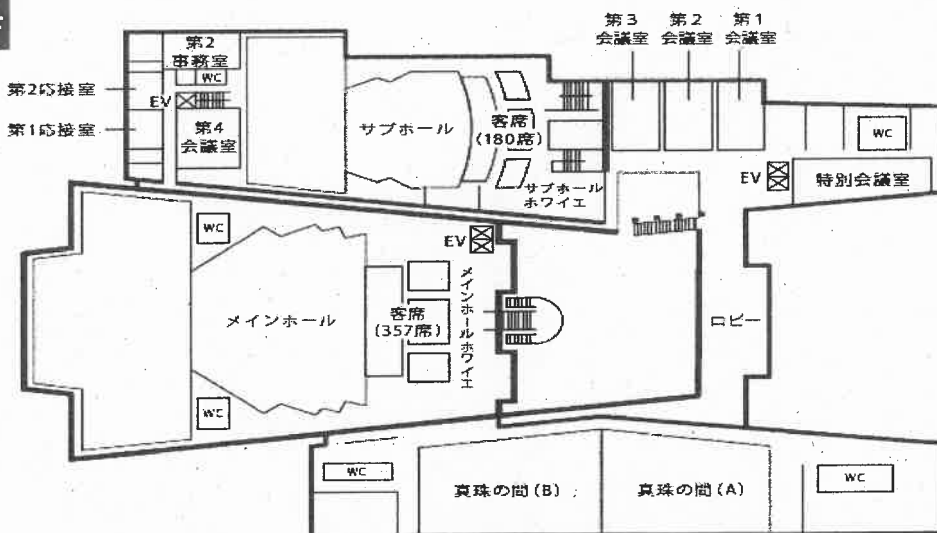 第3
会議室
第2
会議室
第1
会議室
第2
事務室
WC
第2応接室
EV
第1応接室
第4
会議室
サブホール
客席
(180席)
サブホール
ホワイエ
WC
EV
特別会議室
WC
EV
メインホール
客席
(357席)
メインホールホワイエ
ロビー
WC
WC
真珠の間(B)
真珠の間(A)
WC